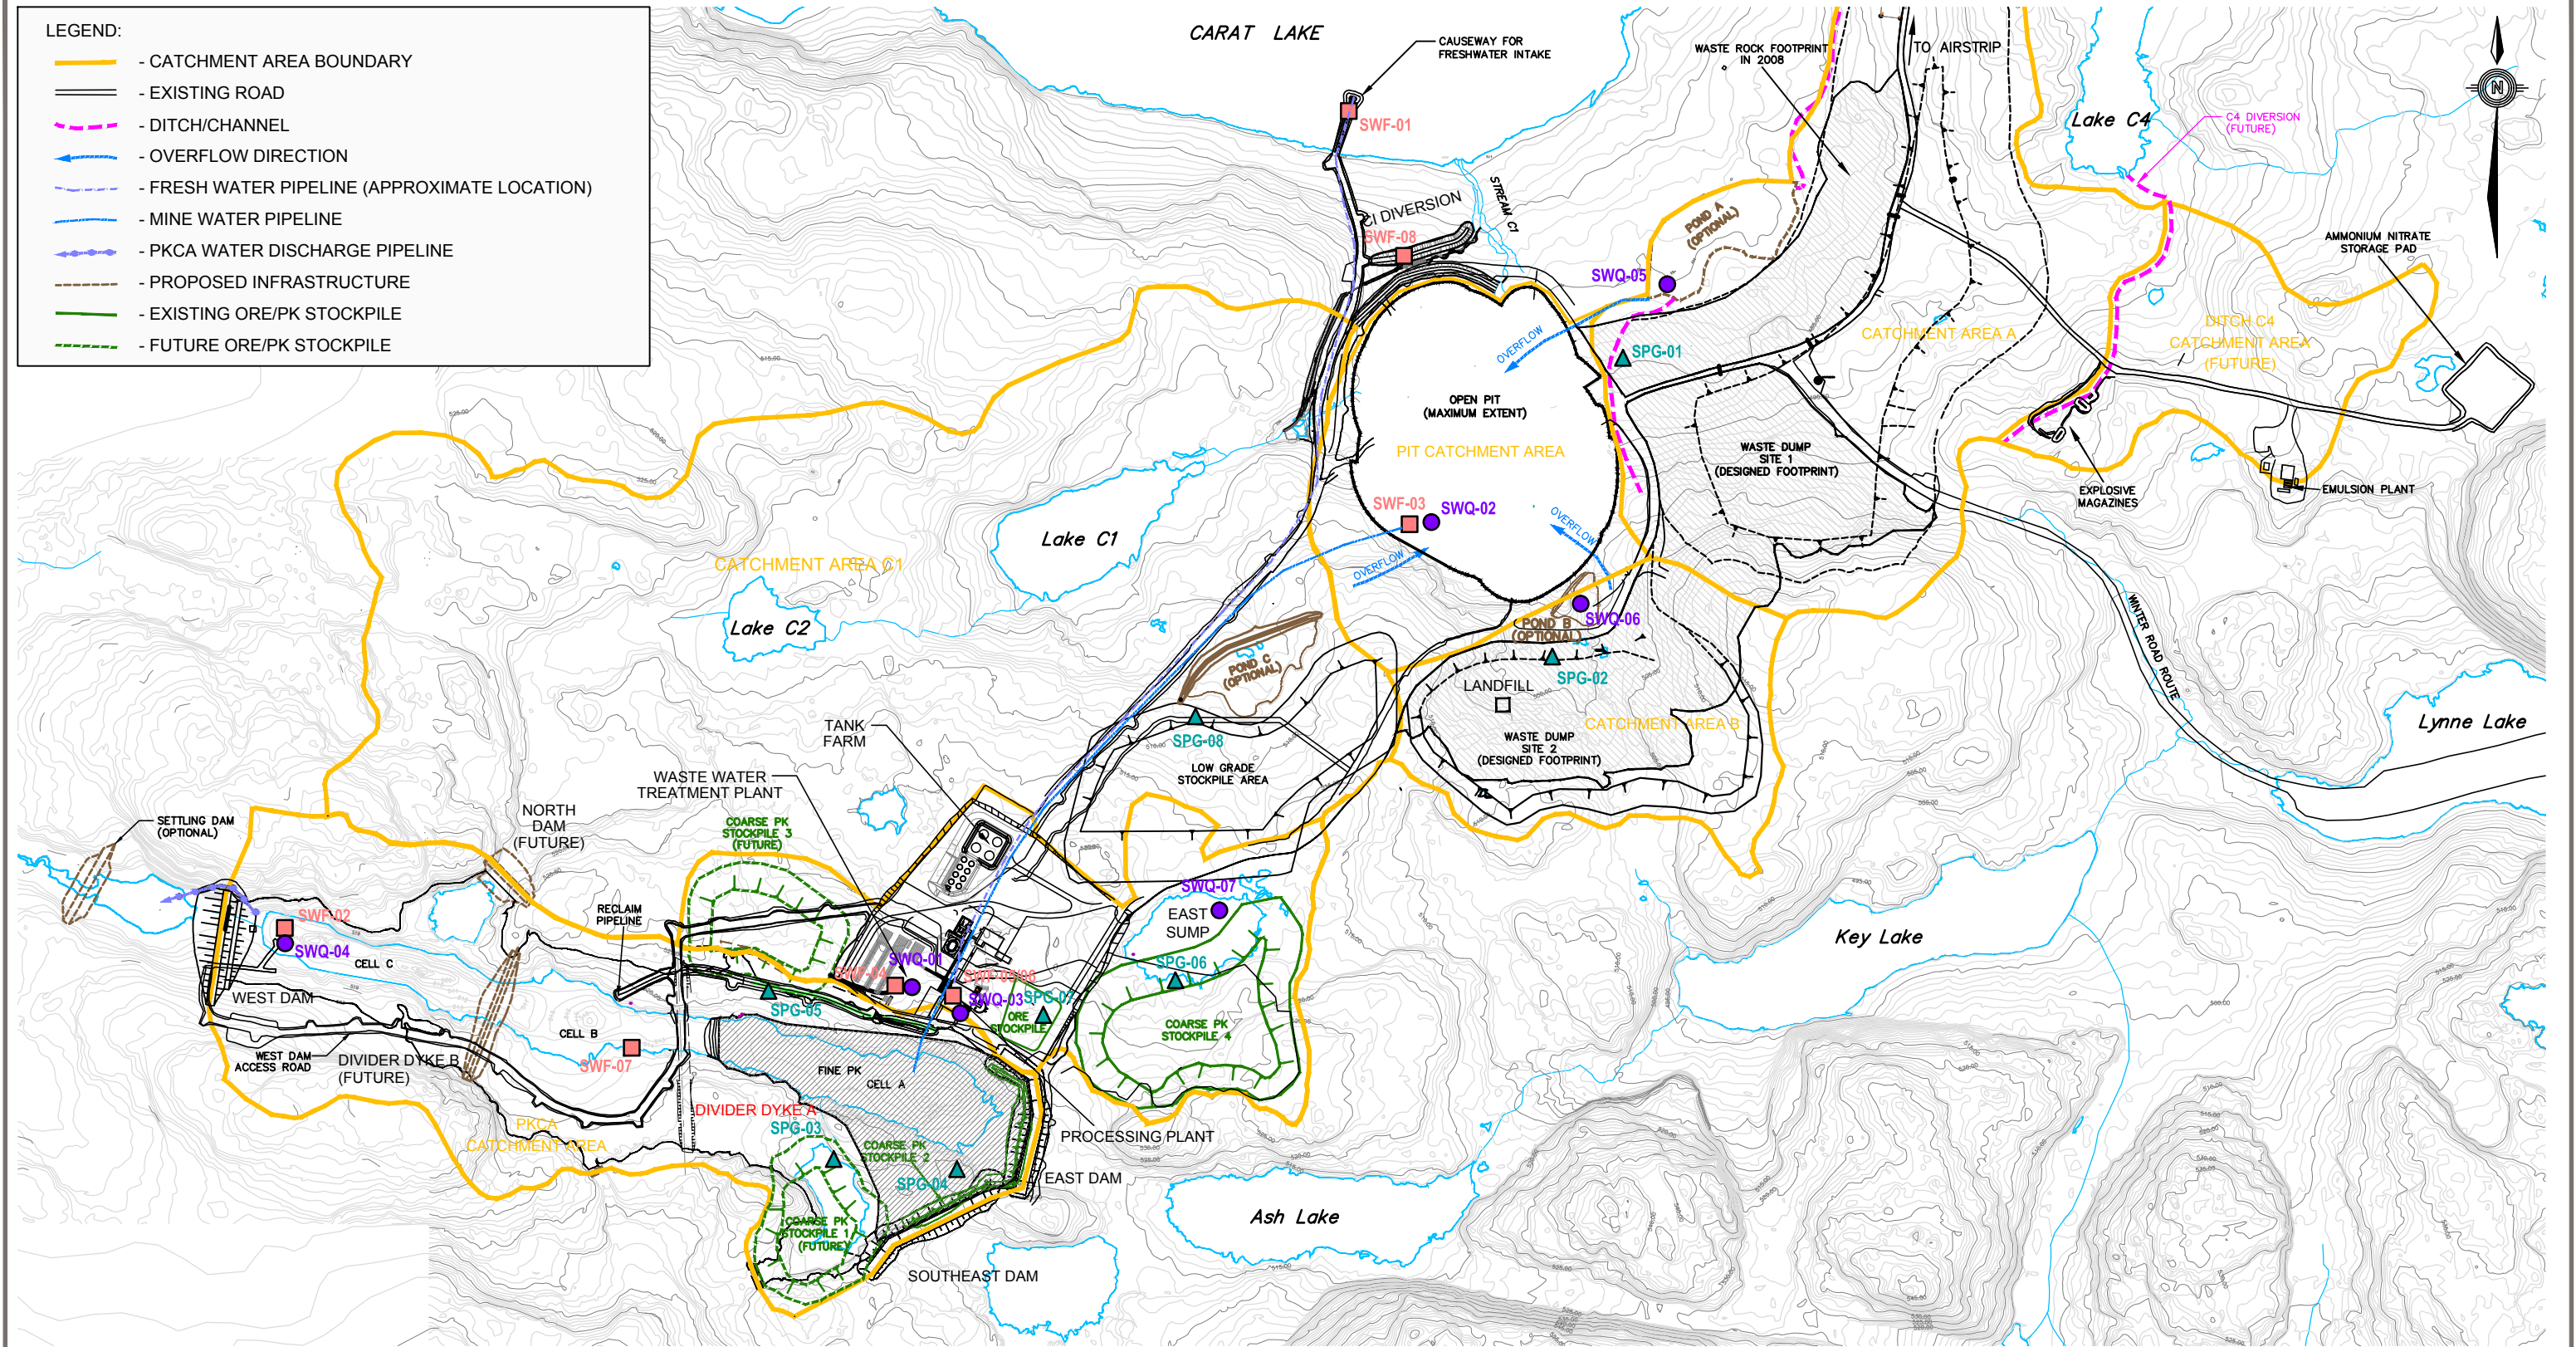 LEGEND:
- CATCHMENT AREA BOUNDARY
- EXISTING ROAD
- DITCH/CHANNEL
- OVERFLOW DIRECTION
- FRESH WATER PIPELINE (APPROXIMATE LOCATION)
- MINE WATER PIPELINE
- PKCA WATER DISCHARGE PIPELINE
- PROPOSED INFRASTRUCTURE
- EXISTING ORE/PK STOCKPILE
- FUTURE ORE/PK STOCKPILE
CARAT LAKE
CAUSEWAY FOR
FRESHWATER INTAKE
SWF-01
WASTE ROCK FOOTPRINT
IN 2008
TO AIRSTRIP
Lake C4
C4 DIVERSION
(FUTURE)
N
STREAM C1
CI DIVERSION
SWF-08
POND A
(OPTIONAL)
SWQ-05
AMMONIUM NITRATE
STORAGE PAD
OVERFLOW
SPG-01
CATCHMENT AREA A
DITCH C4
CATCHMENT AREA
(FUTURE)
OPEN PIT
(MAXIMUM EXTENT)
PIT CATCHMENT AREA
WASTE DUMP
SITE 1
(DESIGNED FOOTPRINT)
EXPLOSIVE
MAGAZINES
EMULSION PLANT
SWF-03
SWQ-02
OVERFLOW
OVERFLOW
Lake C1
CATCHMENT AREA C1
Lake C2
SWQ-06
POND B
(OPTIONAL)
WINTER ROAD ROUTE
POND C
(OPTIONAL)
SPG-02
LANDFILL
CATCHMENT AREA B
WASTE DUMP
SITE 2
(DESIGNED FOOTPRINT)
Lynne Lake
SPG-08
LOW GRADE
STOCKPILE AREA
TANK
FARM
WASTE WATER
TREATMENT PLANT
NORTH
DAM
(FUTURE)
SETTLING DAM
(OPTIONAL)
COARSE PK
STOCKPILE 3
(FUTURE)
SWQ-07
EAST
SUMP
Key Lake
RECLAIM
PIPELINE
SWF-02
SWQ-04
CELL C
WEST DAM
SWQ-01
SWF-04
SWF-05/06
SPG-06
SPG-05
SWQ-03
SPG-07
ORE
STOCKPILE
COARSE PK
STOCKPILE 4
CELL B
WEST DAM
ACCESS ROAD
DIVIDER DYKE B
(FUTURE)
SWF-07
FINE PK
CELL A
DIVIDER DYKE A
SPG-03
PKCA
CATCHMENT AREA
COARSE PK
STOCKPILE 2
PROCESSING PLANT
SPG-04
EAST DAM
COARSE PK
STOCKPILE 1
(FUTURE)
Ash Lake
SOUTHEAST DAM